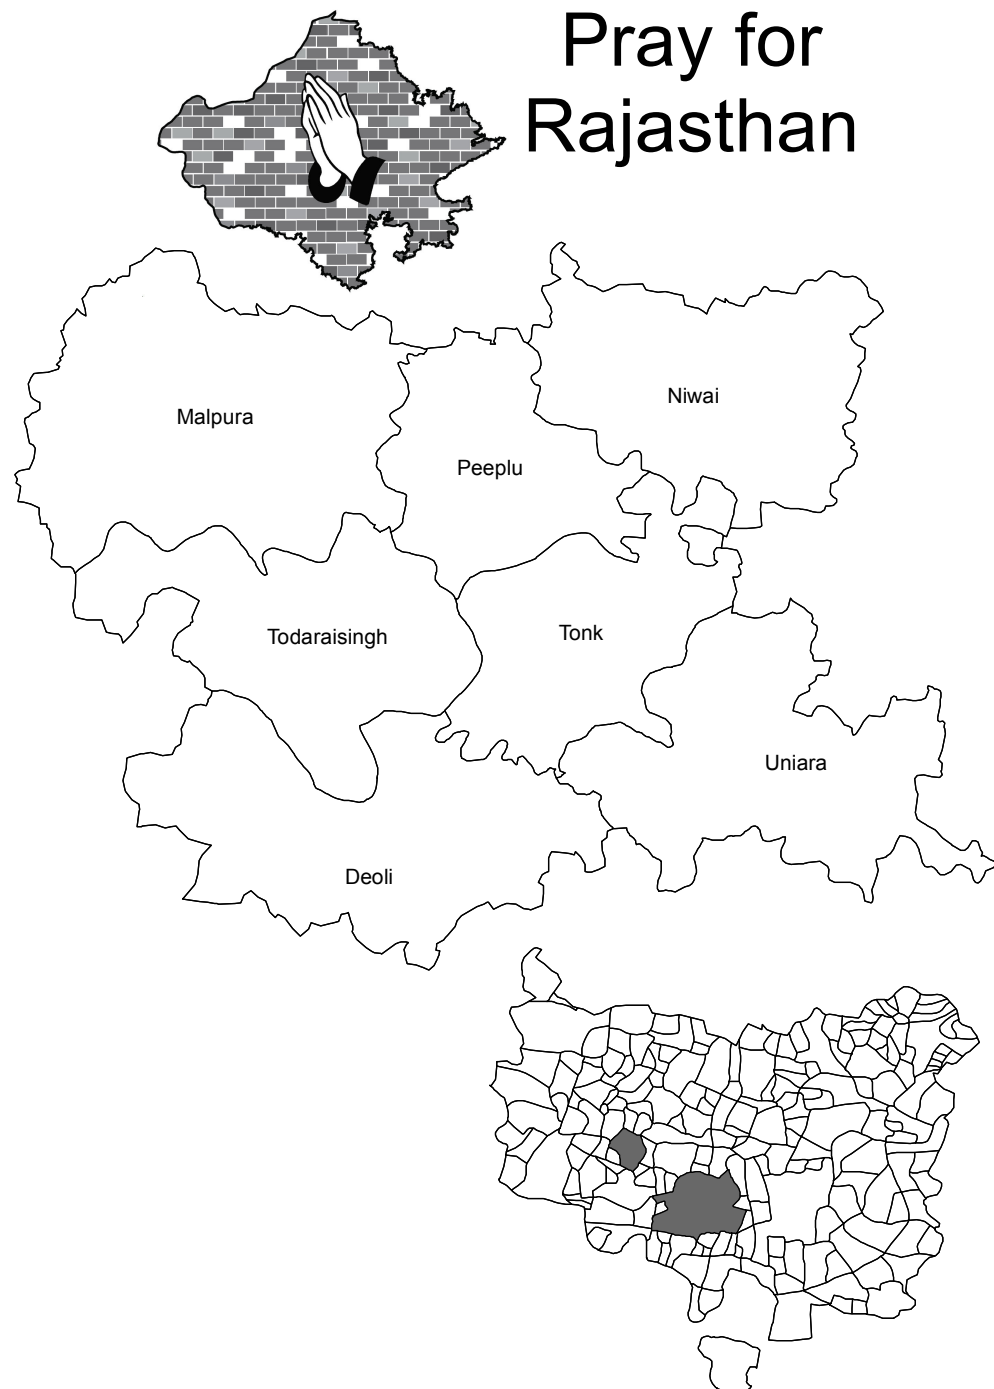 Pray for
Rajasthan
Niwai
Malpura
Peeplu
Tonk
Todaraisingh
Uniara
Deoli